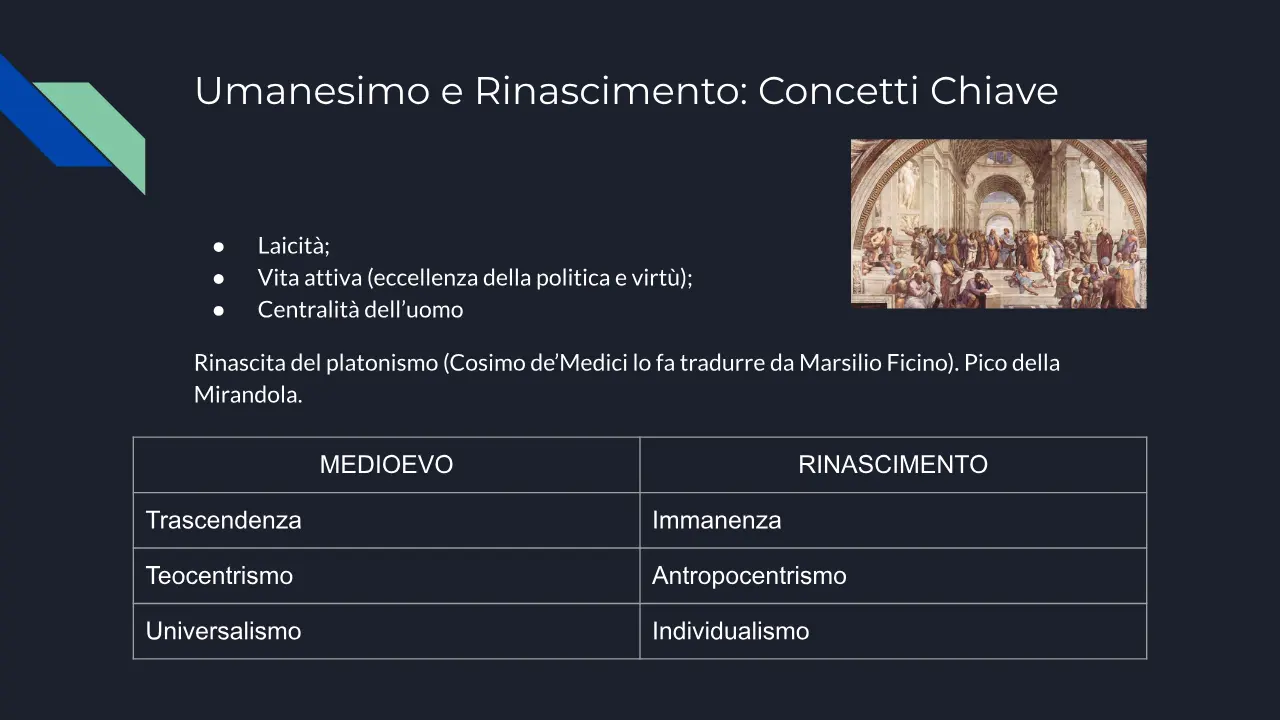 Umanesimo e Rinascimento: Concetti Chiave
● Laicità;
● Vita attiva (eccellenza della politica e virtù);
● Centralità dell’uomo
Rinascita del platonismo (Cosimo de’Medici lo fa tradurre da Marsilio Ficino). Pico della
Mirandola.
MEDIOEVO RINASCIMENTO
Trascendenza Immanenza
Teocentrismo Antropocentrismo
Universalismo Individualismo